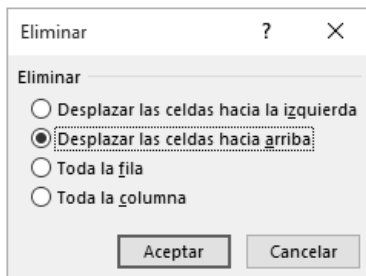 Eliminar ?
Eliminar
Desplazar las celdas hacia la izquierda
Desplazar las celdas hacia arriba
Toda la fila
Toda la columna
Aceptar Cancelar